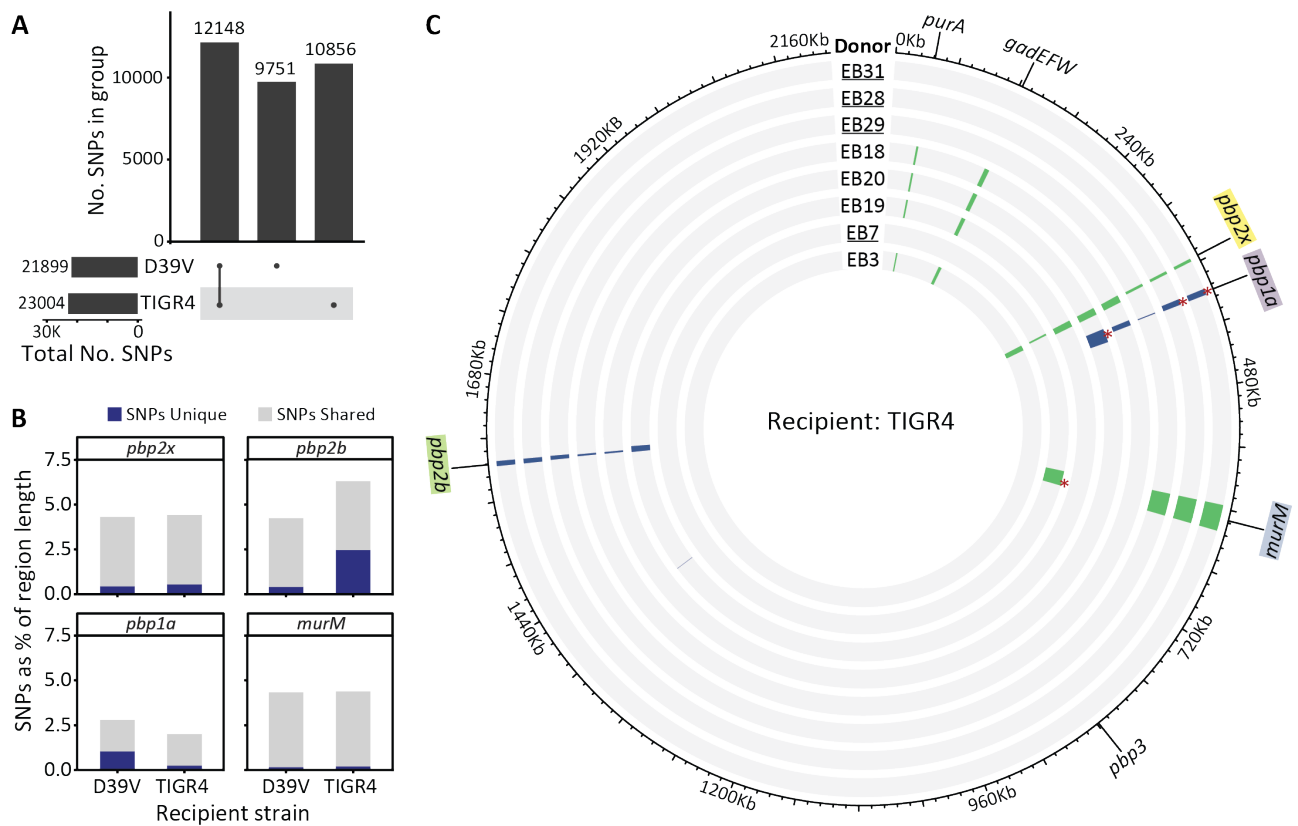 A
No. SNPs in group
10000
5000
0
12148
9751
10856
21899
D39V
23004
TIGR4
30K
0
Total No. SNPs
B
SNPs Unique
SNPs Shared
SNPs as % of region length
pbp2x
pbp2b
7.5
5.0
2.5
0.0
pbp1a
murM
7.5
5.0
2.5
0.0
D39V
TIGR4
D39V
TIGR4
Recipient strain
C
Donor
EB31
EB28
EB29
EB18
EB20
EB19
EB7
EB3
0Kb
purA
gadEFW
240Kb
pbp2x
pbp1a
480Kb
murM
720Kb
pbp3
960Kb
1200Kb
1440Kb
pbp2b
1680Kb
1920KB
2160Kb
*
*
*
*
Recipient: TIGR4